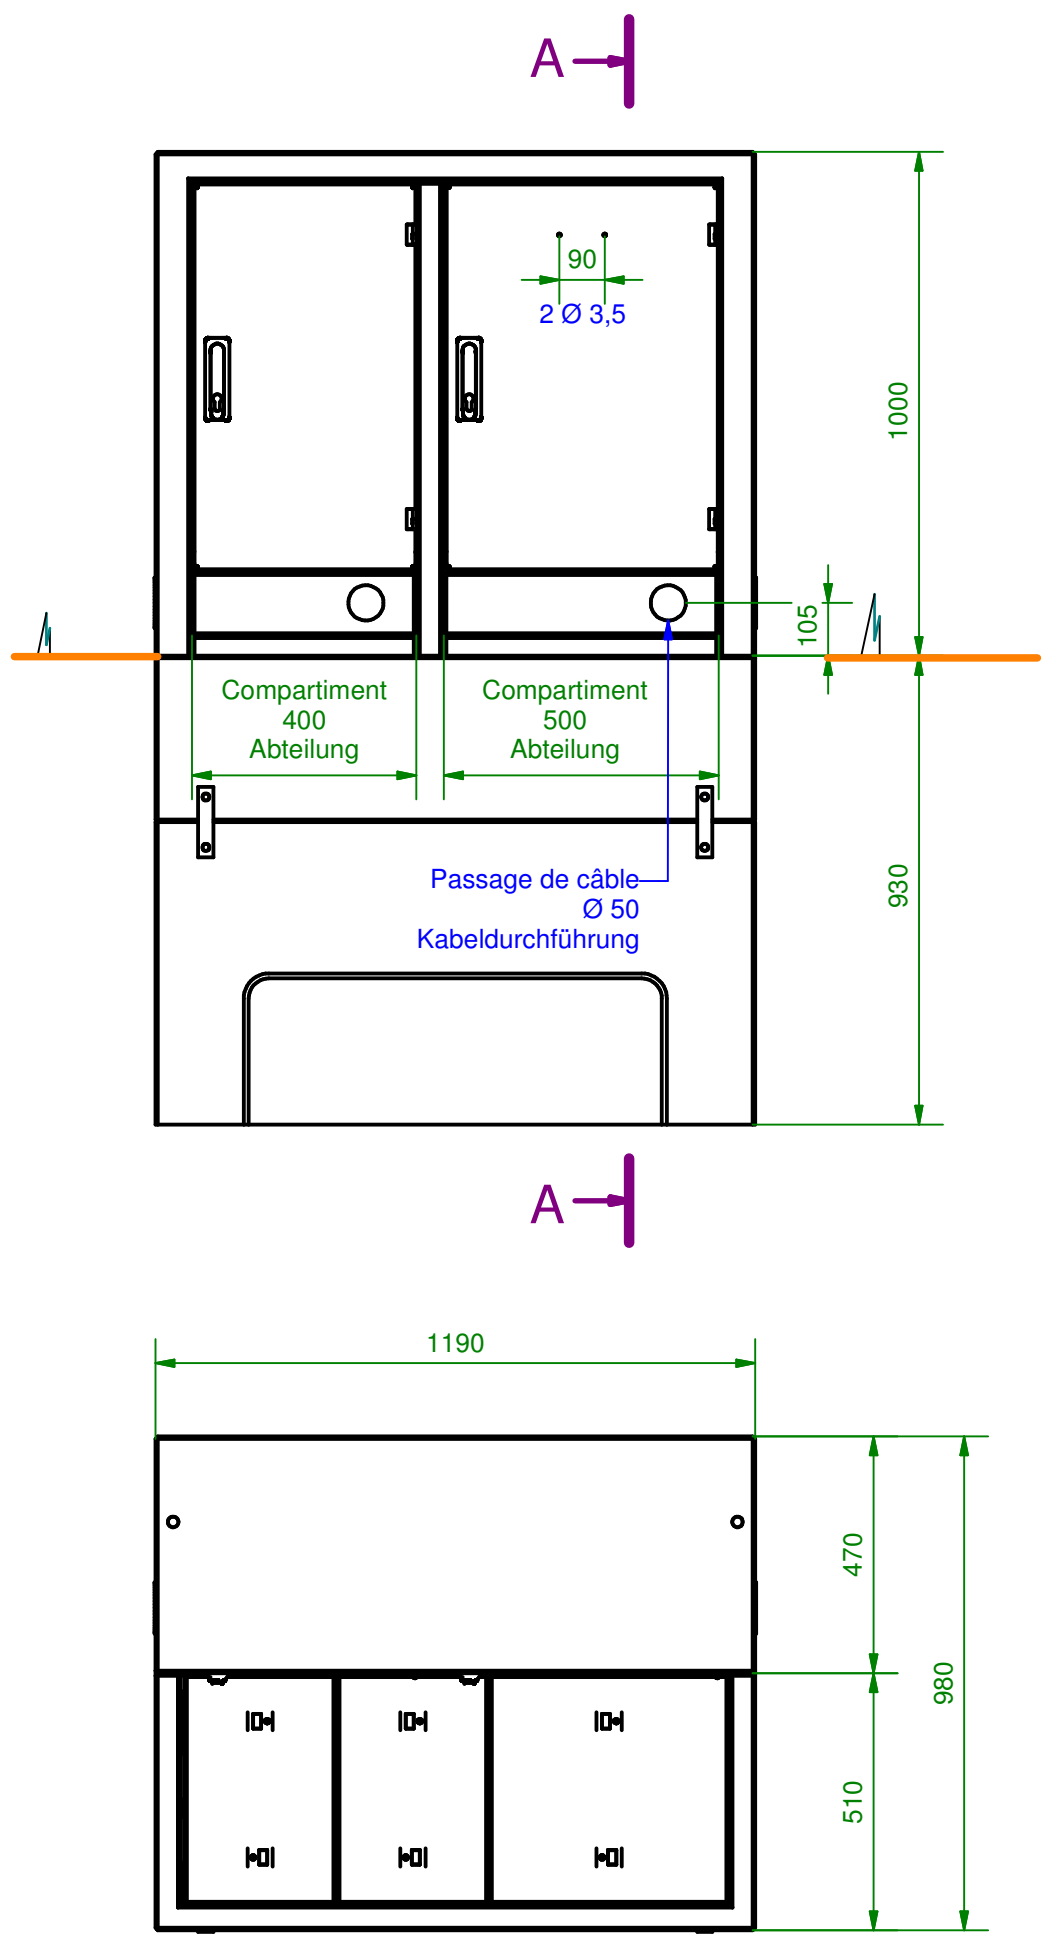 A
90
2 Ø 3,5
1000
105
Compartiment
400
Abteilung
Compartiment
500
Abteilung
Passage de câble
Ø 50
Kabeldurchführung
930
A
1190
470
980
510